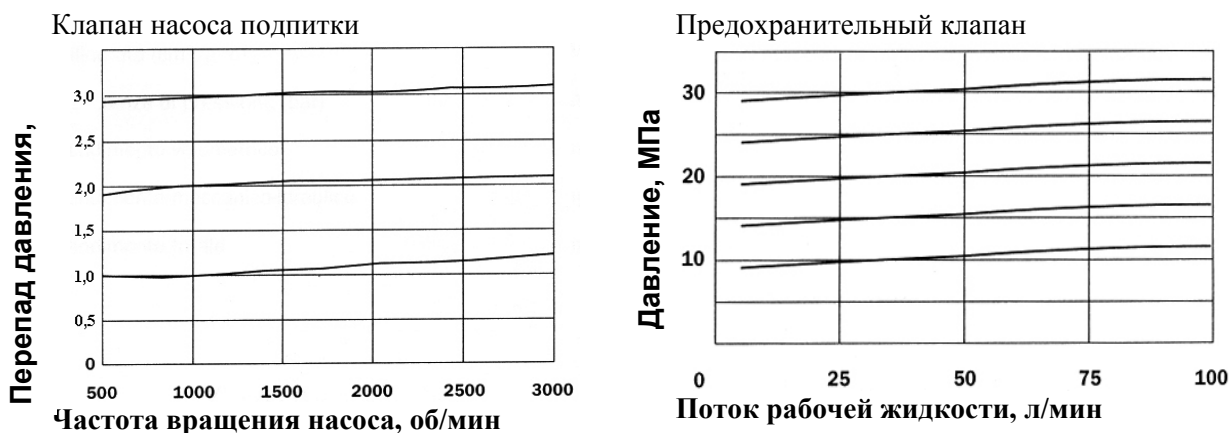 Клапан насоса подпитки
Перепад давления,
3,0
2,5
2,0
1,5
1,0
0,5
0
500 1000 1500 2000 2500 3000
Частота вращения насоса, об/мин
Предохранительный клапан
Давление, МПа
30
20
10
0 25 50 75 100
Поток рабочей жидкости, л/мин